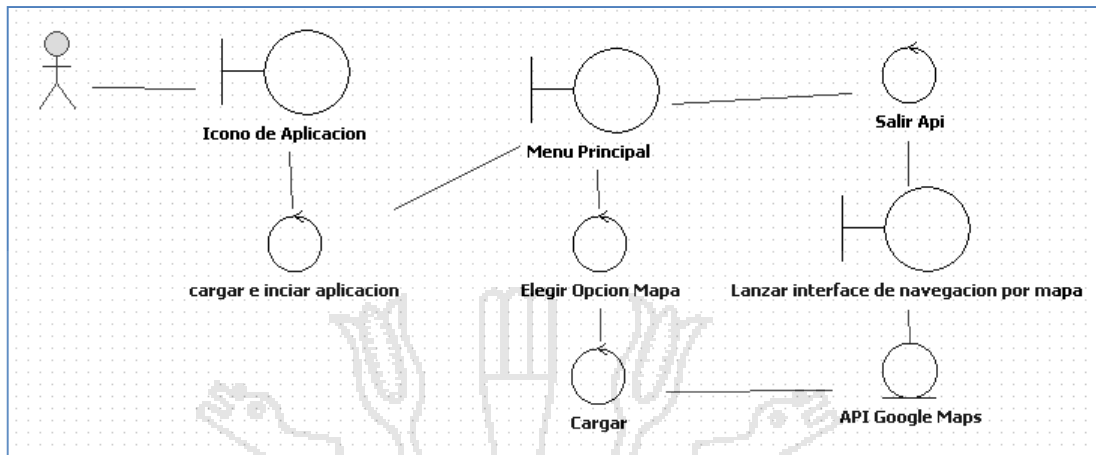 Icono de Aplicacion
Menu Principal
Salir Api
cargar e inciar aplicacion
Elegir Opcion Mapa
Lanzar interface de navegacion por mapa
Cargar
API Google Maps